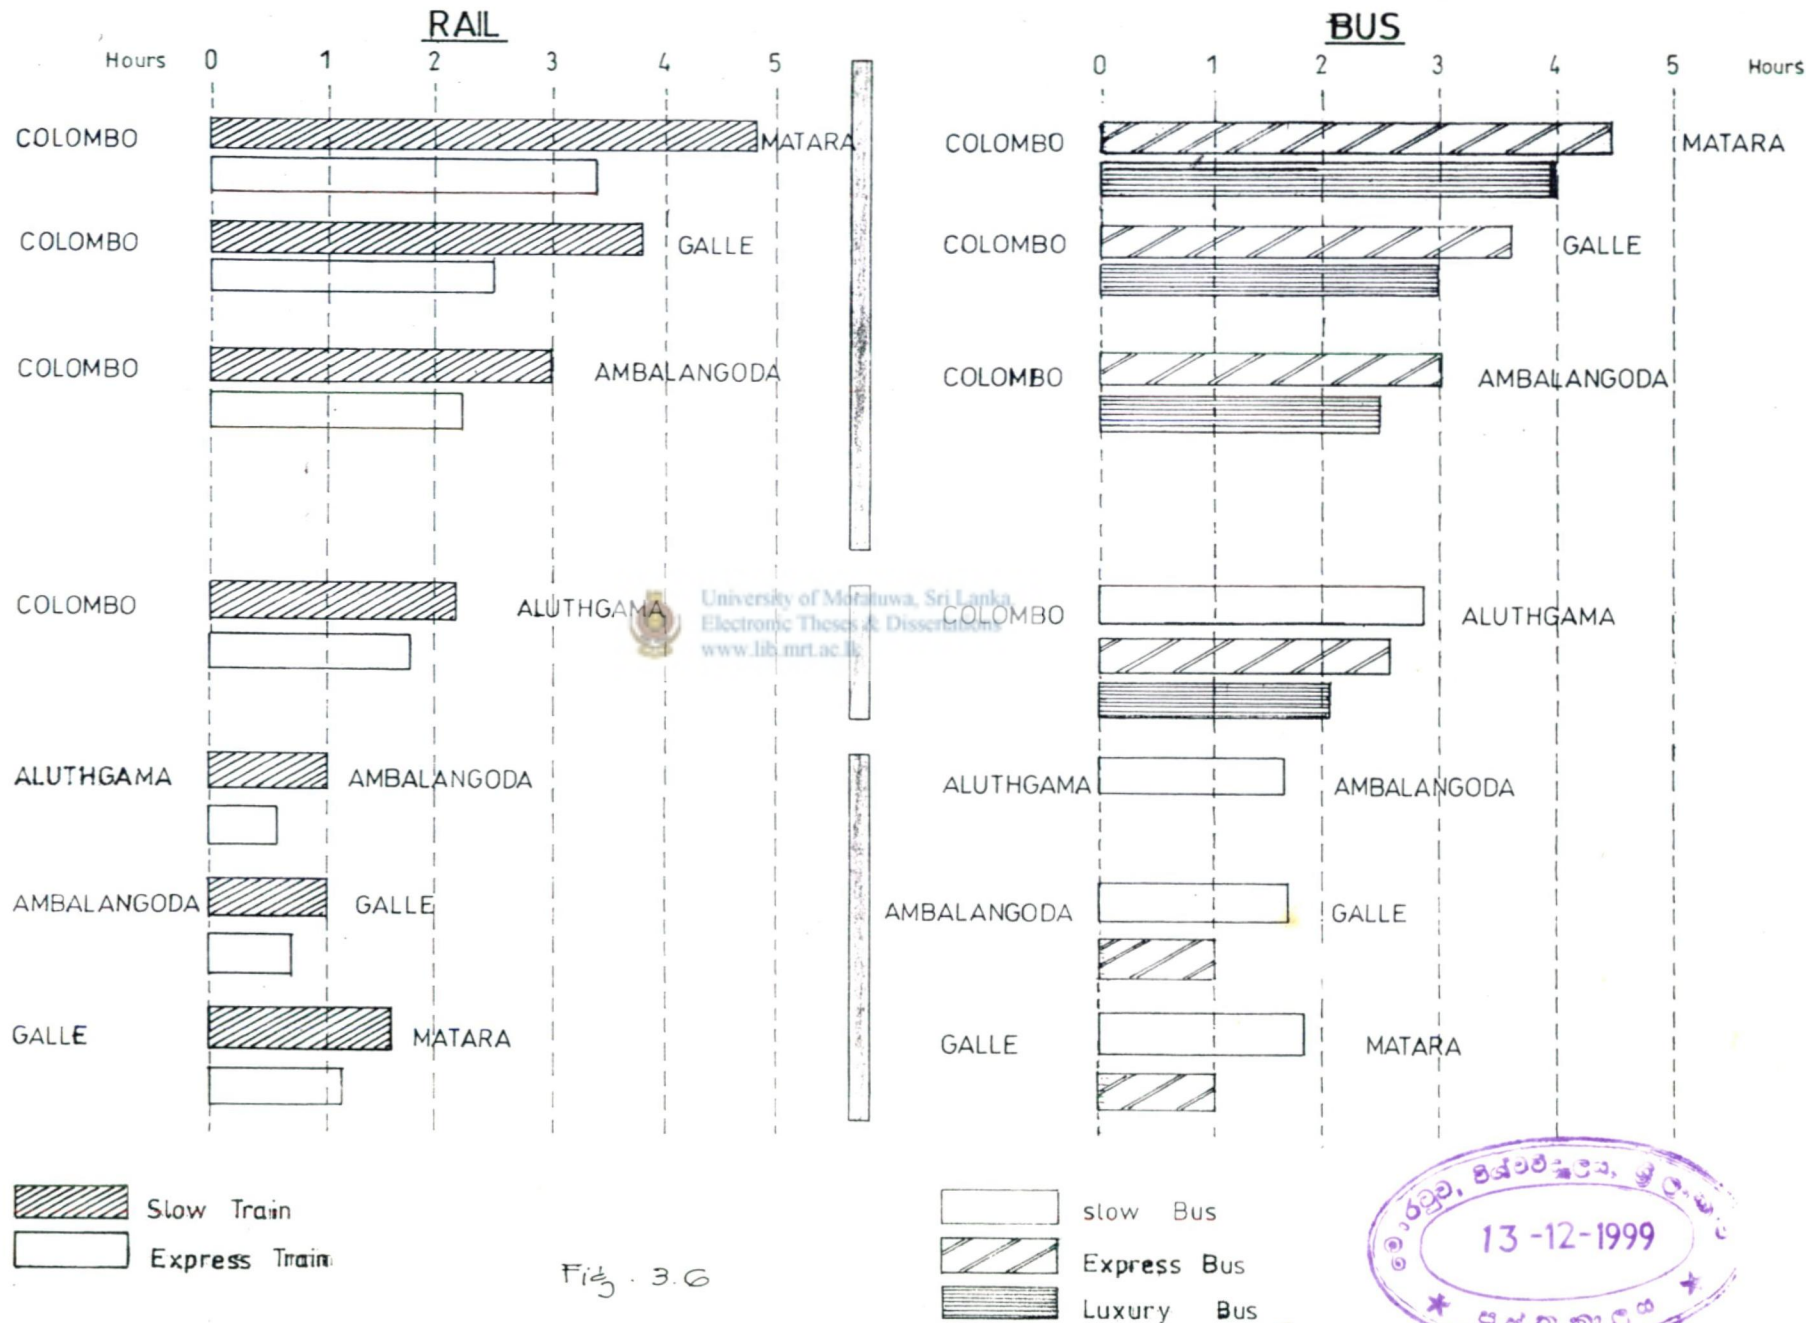 RAIL
Hours 0 1 2 3 4 5
COLOMBO MATARA
COLOMBO GALLE
COLOMBO AMBALANGODA
COLOMBO ALUTHGAMA
ALUTHGAMA AMBALANGODA
AMBALANGODA GALLE
GALLE MATARA
Slow Train
Express Train
BUS
0 1 2 3 4 5 Hours
COLOMBO MATARA
COLOMBO GALLE
COLOMBO AMBALANGODA
COLOMBO ALUTHGAMA
ALUTHGAMA AMBALANGODA
AMBALANGODA GALLE
GALLE MATARA
slow Bus
Express Bus
Luxury Bus
University of Moratuwa, Sri Lanka.
Electronic Theses & Dissertations
www.lib.mrt.ac.lk
Fig. 3.6
13-12-1999